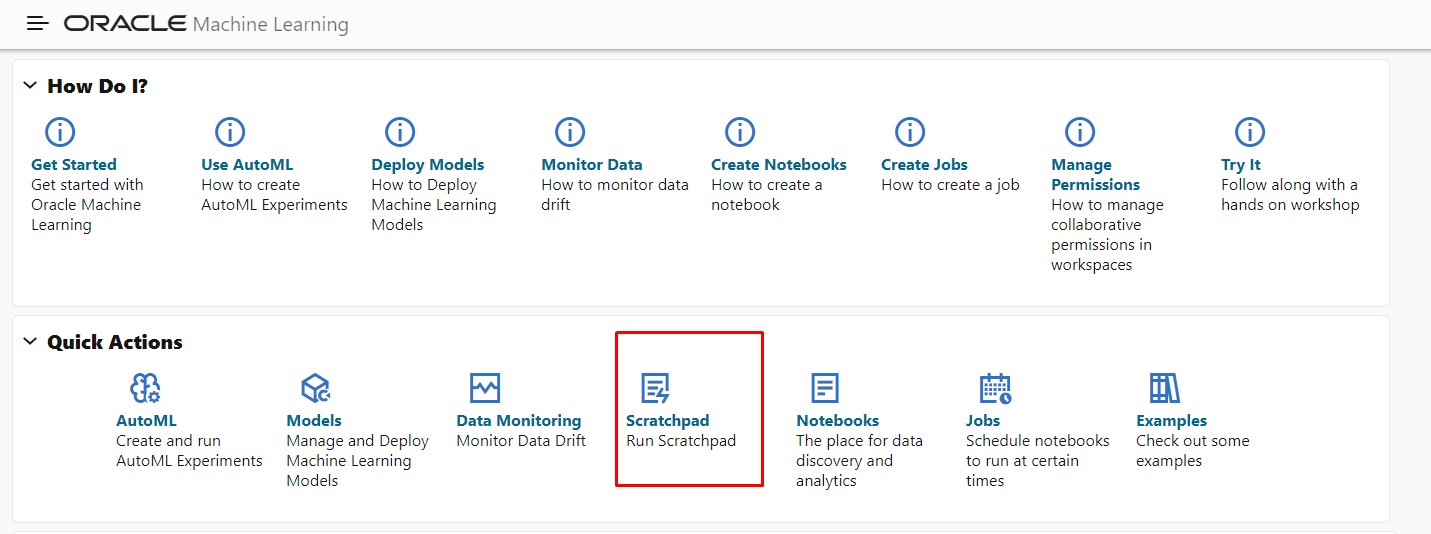 ORACLE Machine Learning
How Do I?
Get Started
Get started with
Oracle Machine
Learning
Use AutoML
How to create
AutoML Experiments
Deploy Models
How to Deploy
Machine Learning
Models
Monitor Data
How to monitor data
drift
Create Notebooks
How to create a
notebook
Create Jobs
How to create a job
Manage
Permissions
How to manage
collaborative
permissions in
workspaces
Try It
Follow along with a
hands on workshop
Quick Actions
AutoML
Create and run
AutoML Experiments
Models
Manage and Deploy
Machine Learning
Models
Data Monitoring
Monitor Data Drift
Scratchpad
Run Scratchpad
Notebooks
The place for data
discovery and
analytics
Jobs
Schedule notebooks
to run at certain
times
Examples
Check out some
examples